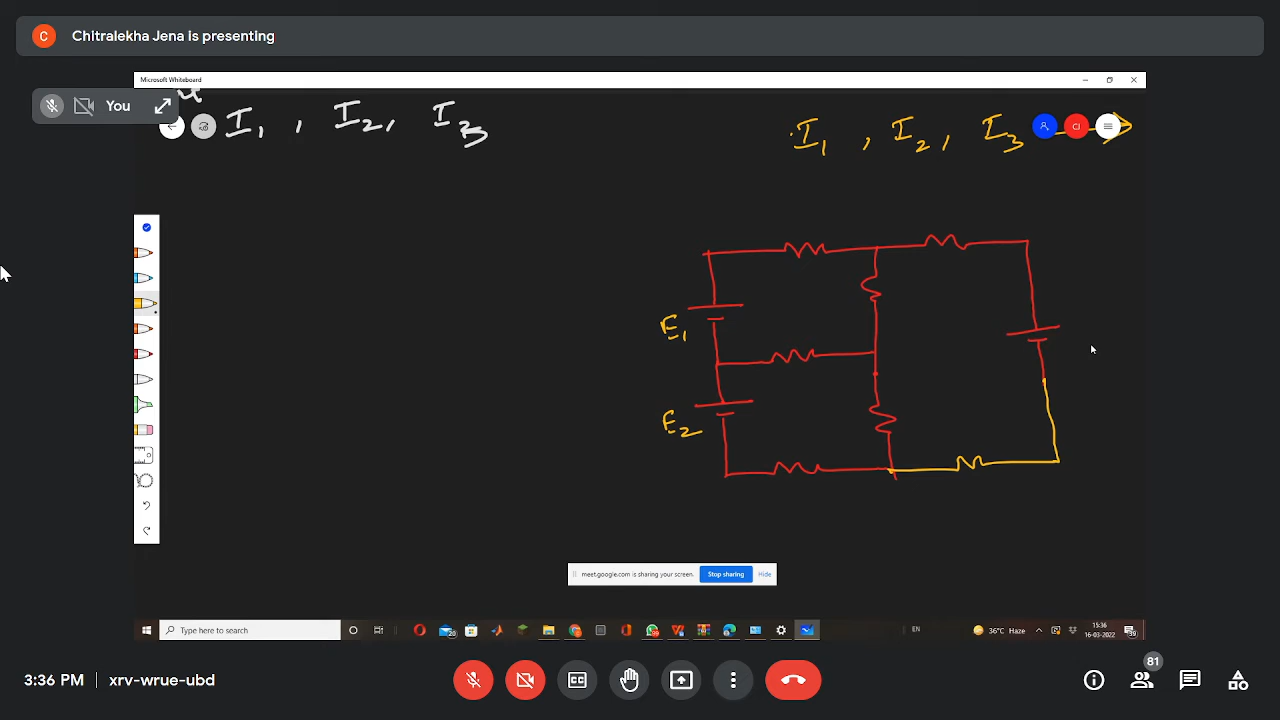 C Chitralekha Jena is presenting
Microsoft Whiteboard
You
I1 , I2, I3
I1 , I2, I3
CJ
E1
E2
meet.google.com is sharing your screen. Stop sharing Hide
Type here to search
EN
36°C Haze
15:36
16-03-2022
3:36 PM | xrv-wrue-ubd
81